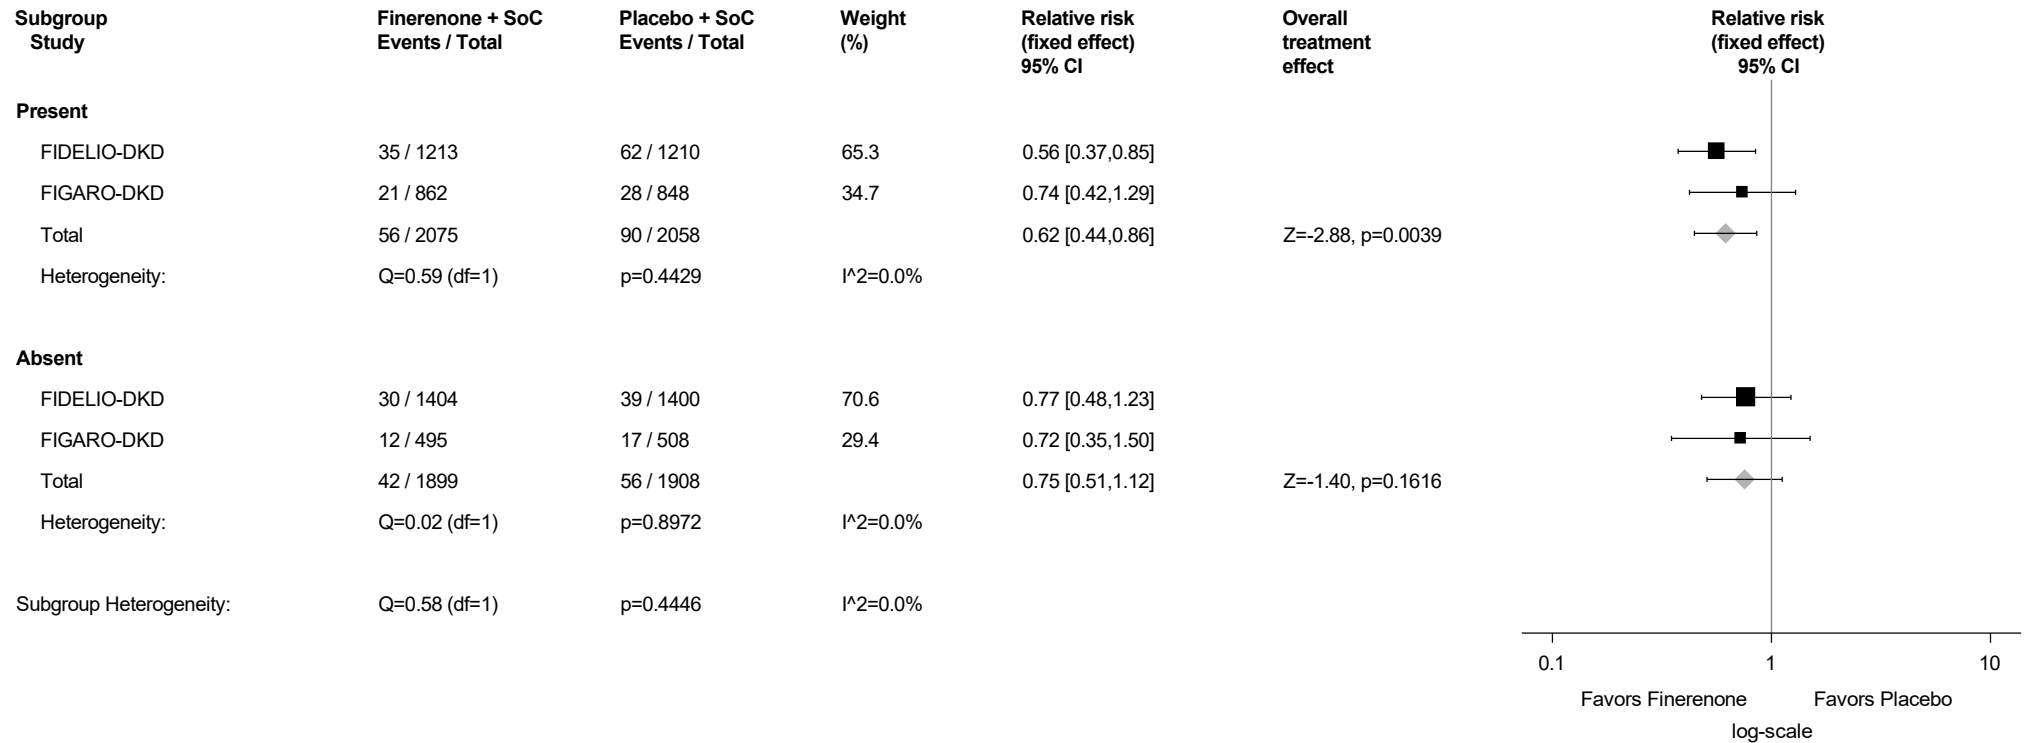 Subgroup Finerenone + SoC Placebo + SoC Weight Relative risk Overall Relative risk
Study Events / Total Events / Total (%) (fixed effect) treatment (fixed effect)
95% CI effect 95% CI
Present
FIDELIO-DKD 35 / 1213 62 / 1210 65.3 0.56 [0.37,0.85]
FIGARO-DKD 21 / 862 28 / 848 34.7 0.74 [0.42,1.29]
Total 56 / 2075 90 / 2058 0.62 [0.44,0.86] Z=-2.88, p=0.0039
Heterogeneity: Q=0.59 (df=1) p=0.4429 I^2=0.0%
Absent
FIDELIO-DKD 30 / 1404 39 / 1400 70.6 0.77 [0.48,1.23]
FIGARO-DKD 12 / 495 17 / 508 29.4 0.72 [0.35,1.50]
Total 42 / 1899 56 / 1908 0.75 [0.51,1.12] Z=-1.40, p=0.1616
Heterogeneity: Q=0.02 (df=1) p=0.8972 I^2=0.0%
Subgroup Heterogeneity: Q=0.58 (df=1) p=0.4446 I^2=0.0%
0.1 1 10
Favors Finerenone Favors Placebo
log-scale